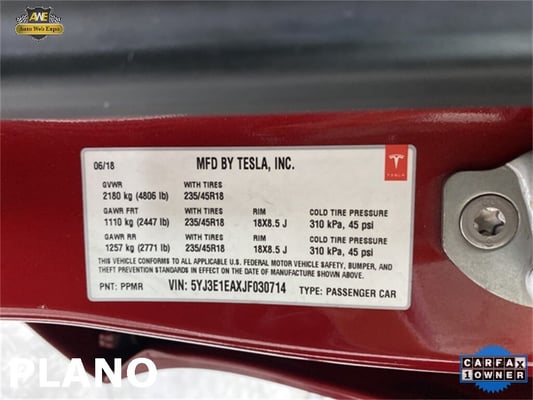 AWE
Auto Web Expo
06/18 MFD BY TESLA, INC.
TESLA
GVWR WITH TIRES
2180 kg (4806 lb) 235/45R18
GAWR FRT WITH TIRES RIM COLD TIRE PRESSURE
1110 kg (2447 lb) 235/45R18 18X8.5 J 310 kPa, 45 psi
GAWR RR WITH TIRES RIM COLD TIRE PRESSURE
1257 kg (2771 lb) 235/45R18 18X8.5 J 310 kPa, 45 psi
THIS VEHICLE CONFORMS TO ALL APPLICABLE U.S. FEDERAL MOTOR VEHICLE SAFETY, BUMPER, AND
THEFT PREVENTION STANDARDS IN EFFECT ON THE DATE OF MANUFACTURE SHOWN ABOVE.
PNT: PPMR VIN: 5YJ3E1EAXJF030714 TYPE: PASSENGER CAR
PLANO
CARFAX
1 OWNER